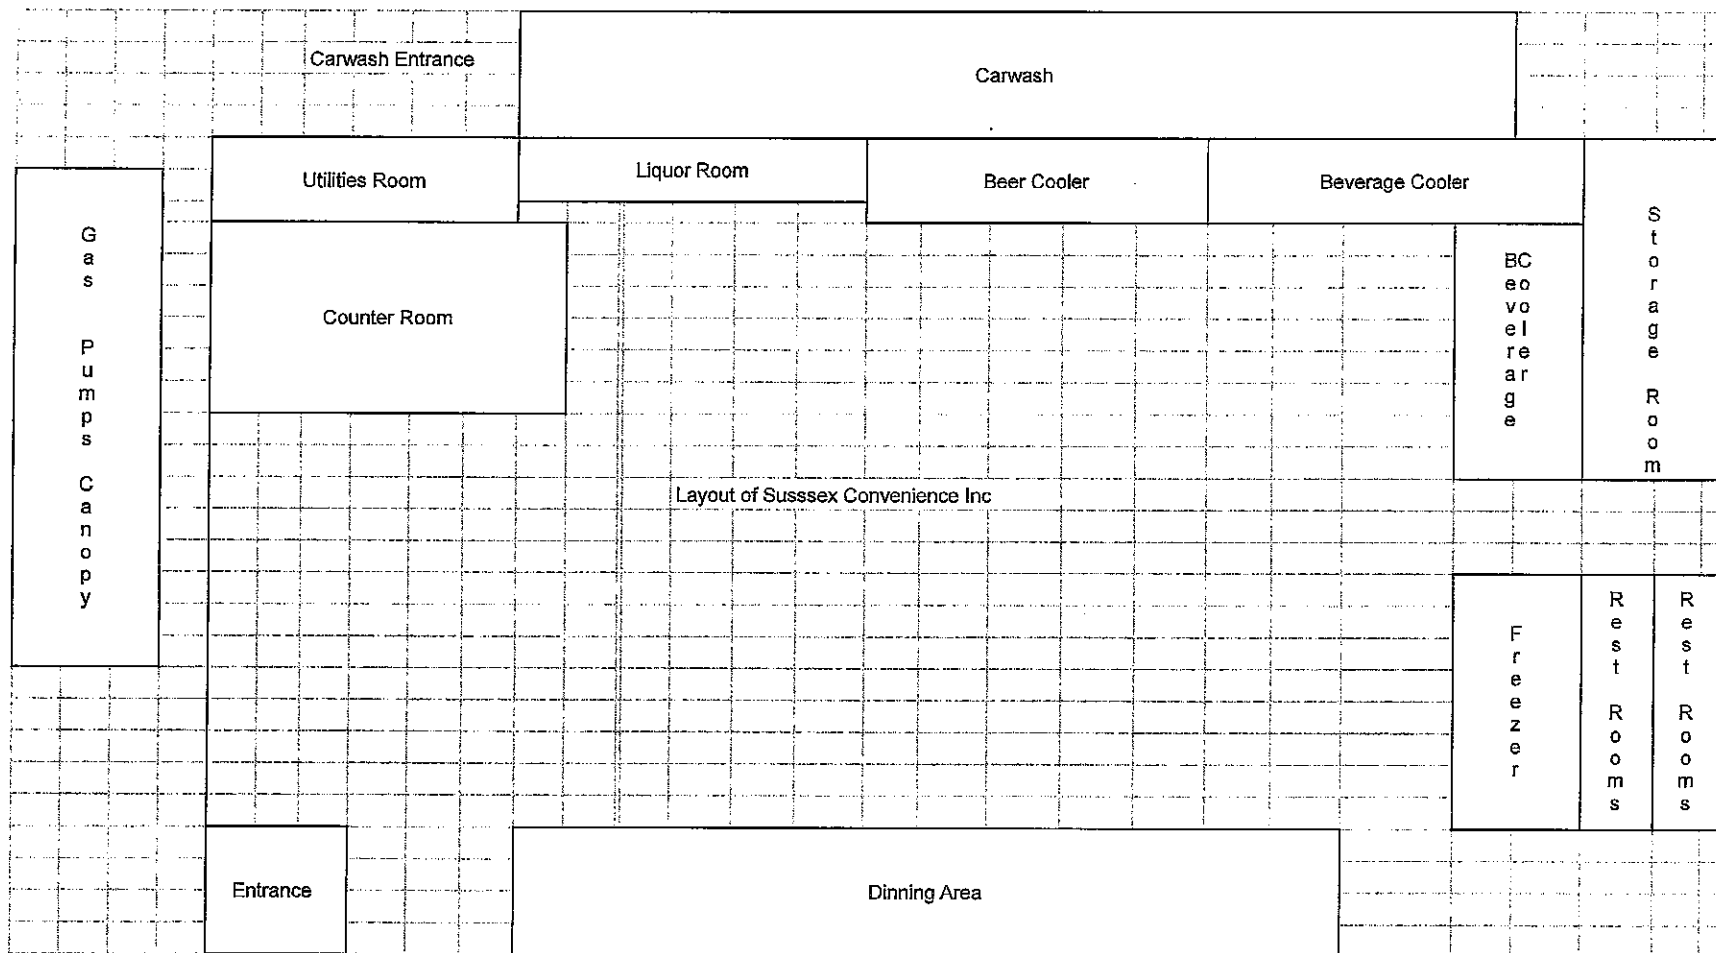 Carwash Entrance
Carwash
Utilities Room
Liquor Room
Beer Cooler
Beverage Cooler
Storage Room
Gas Pumps Canopy
Counter Room
Beverage Cooler
Layout of Susssex Convenience Inc
Freezer
Rest Rooms
Rest Rooms
Entrance
Dinning Area